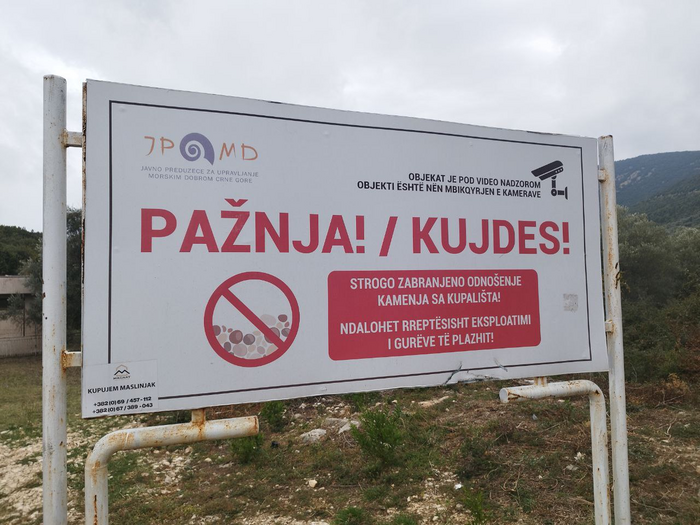 JPMD
JAVNO PREDUZEĆE ZA UPRAVLJANJE
MORSKIM DOBROM CRNE GORE
OBJEKAT JE POD VIDEO NADZOROM
OBJEKTI ËSHTË NËN MBIKQYRJEN E KAMERAVE
PAŽNJA! / KUJDES!
STROGO ZABRANJENO ODNOŠENJE
KAMENJA SA KUPALIŠTA!
NDALOHET RREPTËSISHT EKSPLOATIMI
I GURËVE TË PLAZHIT!
KUPUJEM MASLINJAK
+382(0)69 / 457-112
+382(0)67 / 389-043